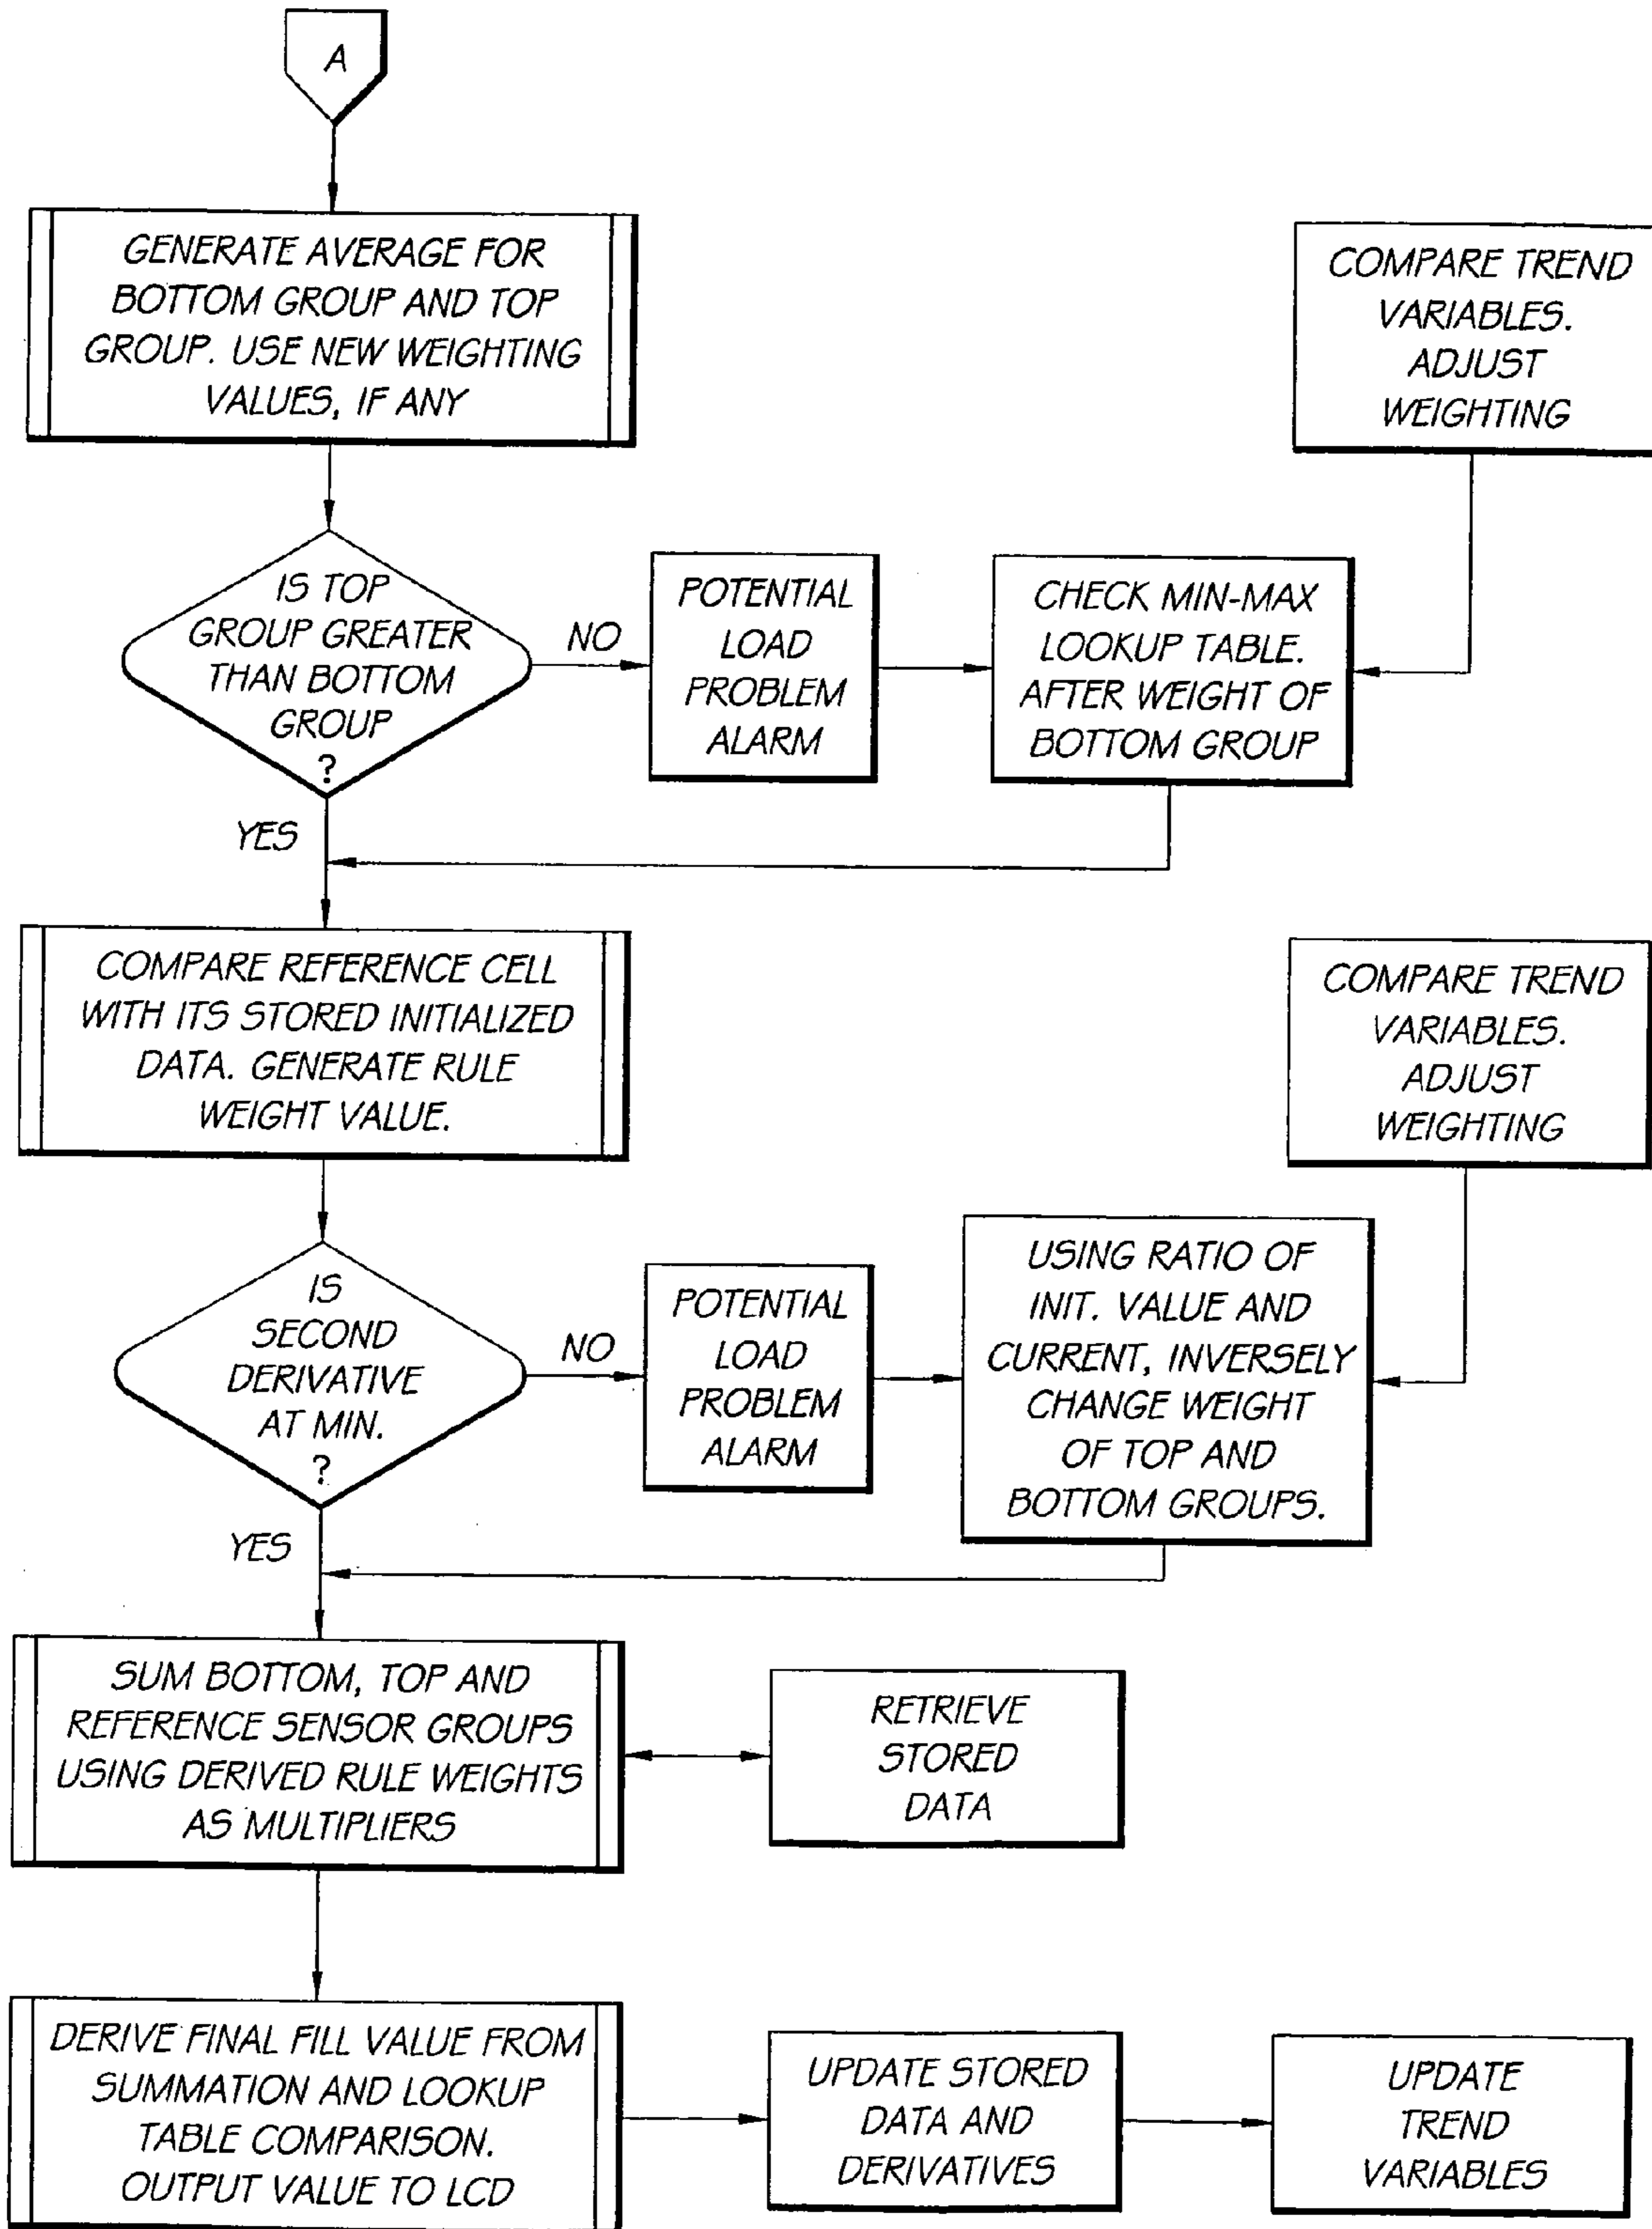 A
GENERATE AVERAGE FOR
BOTTOM GROUP AND TOP
GROUP. USE NEW WEIGHTING
VALUES, IF ANY
COMPARE TREND
VARIABLES.
ADJUST
WEIGHTING
IS TOP
GROUP GREATER
THAN BOTTOM
GROUP
?
NO
POTENTIAL
LOAD
PROBLEM
ALARM
CHECK MIN-MAX
LOOKUP TABLE.
AFTER WEIGHT OF
BOTTOM GROUP
YES
COMPARE REFERENCE CELL
WITH ITS STORED INITIALIZED
DATA. GENERATE RULE
WEIGHT VALUE.
COMPARE TREND
VARIABLES.
ADJUST
WEIGHTING
IS
SECOND
DERIVATIVE
AT MIN.
?
NO
POTENTIAL
LOAD
PROBLEM
ALARM
USING RATIO OF
INIT. VALUE AND
CURRENT, INVERSELY
CHANGE WEIGHT
OF TOP AND
BOTTOM GROUPS.
YES
SUM BOTTOM, TOP AND
REFERENCE SENSOR GROUPS
USING DERIVED RULE WEIGHTS
AS MULTIPLIERS
RETRIEVE
STORED
DATA
DERIVE FINAL FILL VALUE FROM
SUMMATION AND LOOKUP
TABLE COMPARISON.
OUTPUT VALUE TO LCD
UPDATE STORED
DATA AND
DERIVATIVES
UPDATE
TREND
VARIABLES